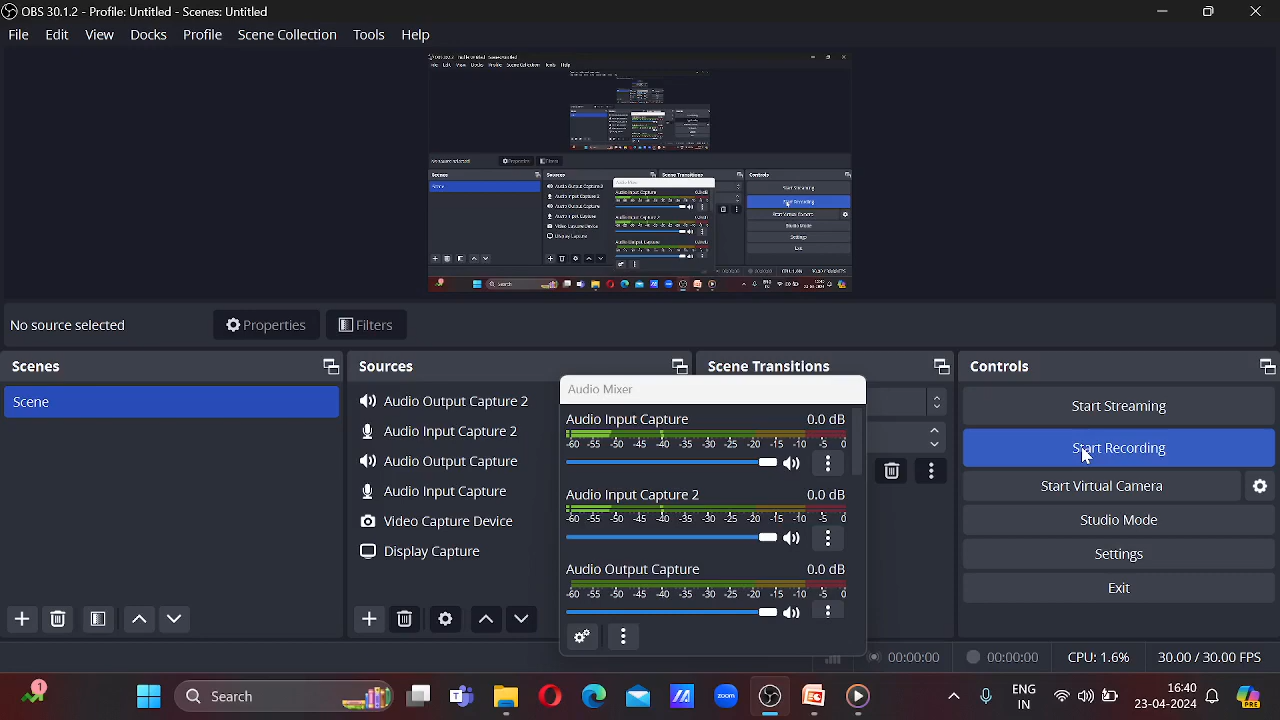 OBS 30.1.2 - Profile: Untitled - Scenes: Untitled
File Edit View Docks Profile Scene Collection Tools Help
No source selected
Properties
Filters
Scenes
Scene
Sources
Audio Output Capture 2
Audio Input Capture 2
Audio Output Capture
Audio Input Capture
Video Capture Device
Display Capture
Scene Transitions
Audio Mixer
Audio Input Capture 0.0 dB
-60 -55 -50 -45 -40 -35 -30 -25 -20 -15 -10 -5 0
Audio Input Capture 2 0.0 dB
-60 -55 -50 -45 -40 -35 -30 -25 -20 -15 -10 -5 0
Audio Output Capture 0.0 dB
-60 -55 -50 -45 -40 -35 -30 -25 -20 -15 -10 -5 0
Controls
Start Streaming
Start Recording
Start Virtual Camera
Studio Mode
Settings
Exit
00:00:00
00:00:00
CPU: 1.6%
30.00 / 30.00 FPS
1
Search
zoom
ENG
IN
16:40
23-04-2024
PRE